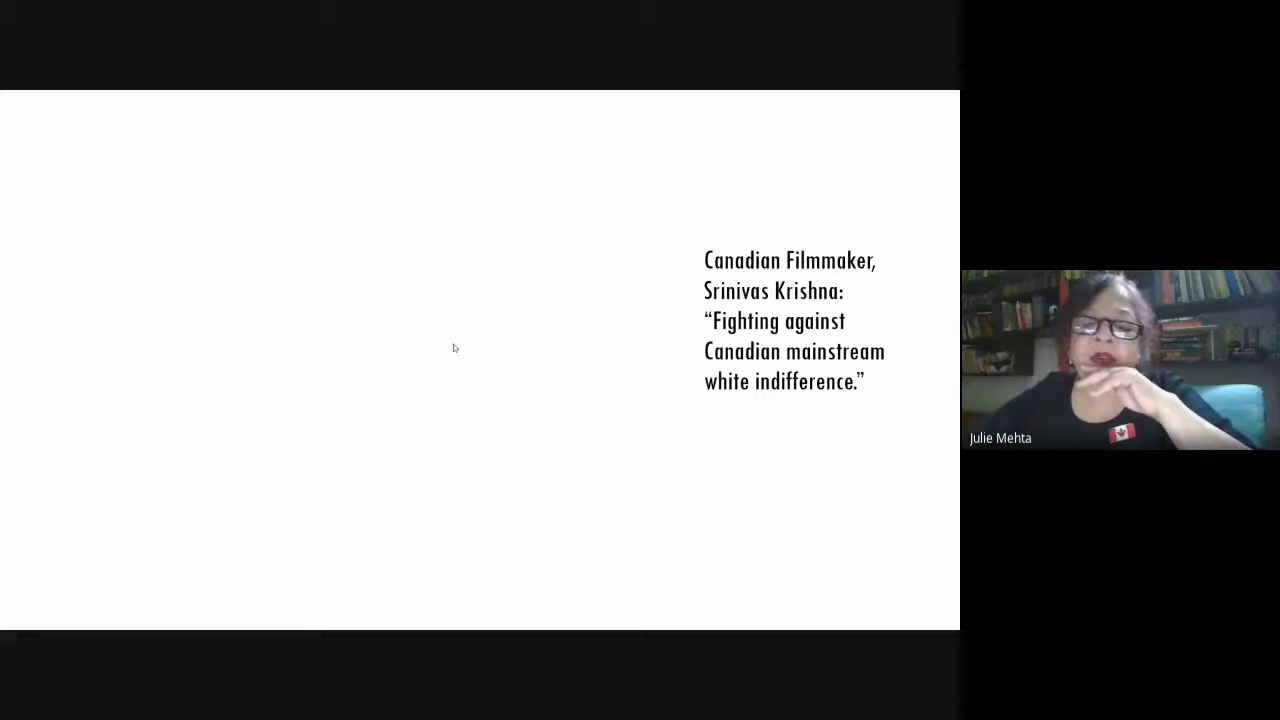 Canadian Filmmaker,
Srinivas Krishna:
“Fighting against
Canadian mainstream
white indifference.”
Julie Mehta